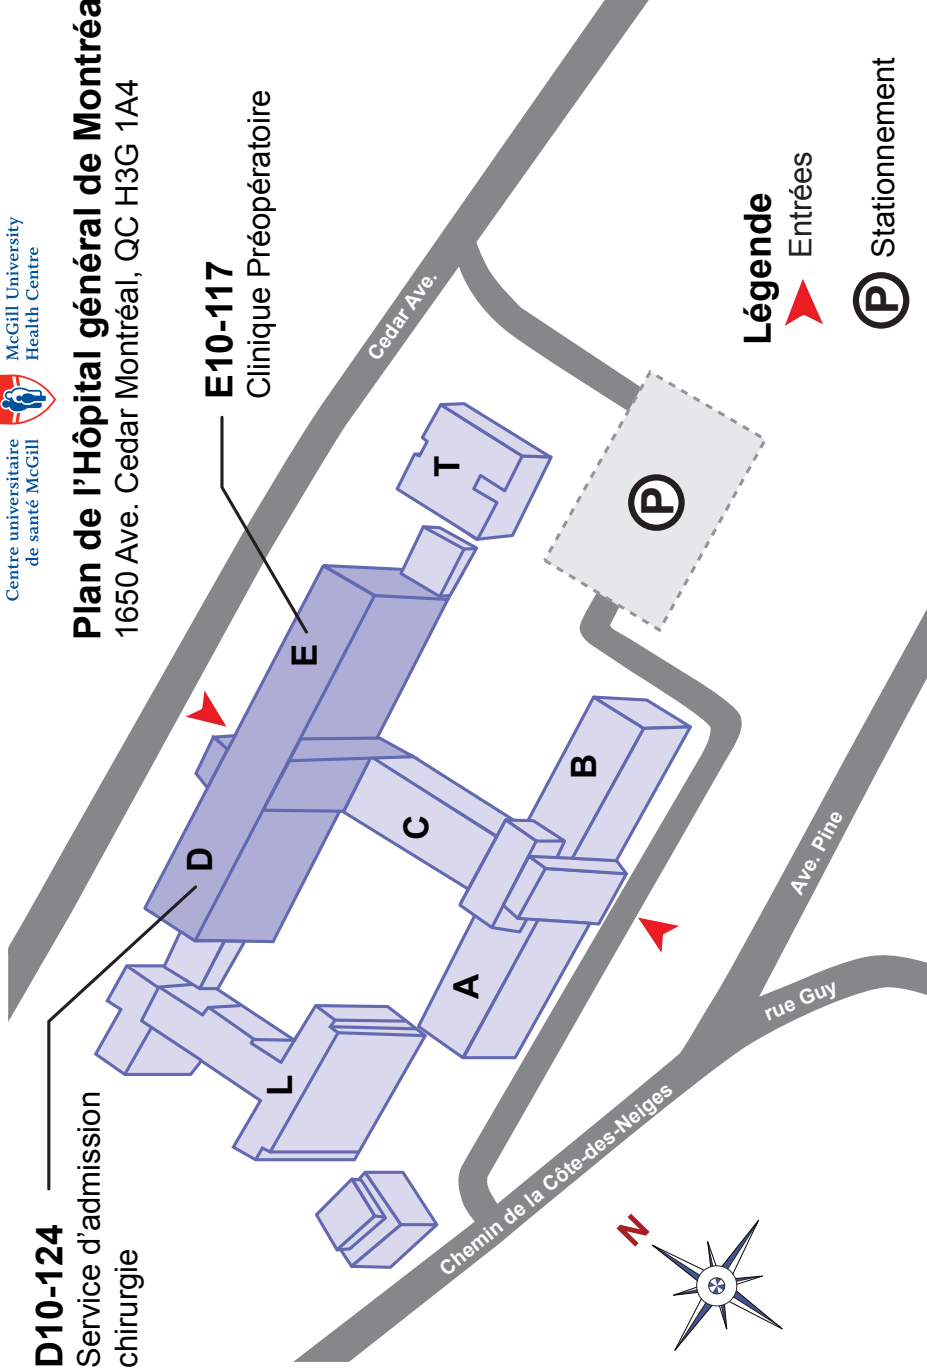 Centre universitaire
de santé McGill
McGill University
Health Centre
Plan de l'Hôpital général de Montréa
1650 Ave. Cedar Montréal, QC H3G 1A4
D10-124
Service d'admission
chirurgie
E10-117
Clinique Préopératoire
Cedar Ave.
D
E
T
L
C
A
B
P
Chemin de la Côte-des-Neiges
rue Guy
Ave. Pine
N
Légende
Entrées
P Stationnement